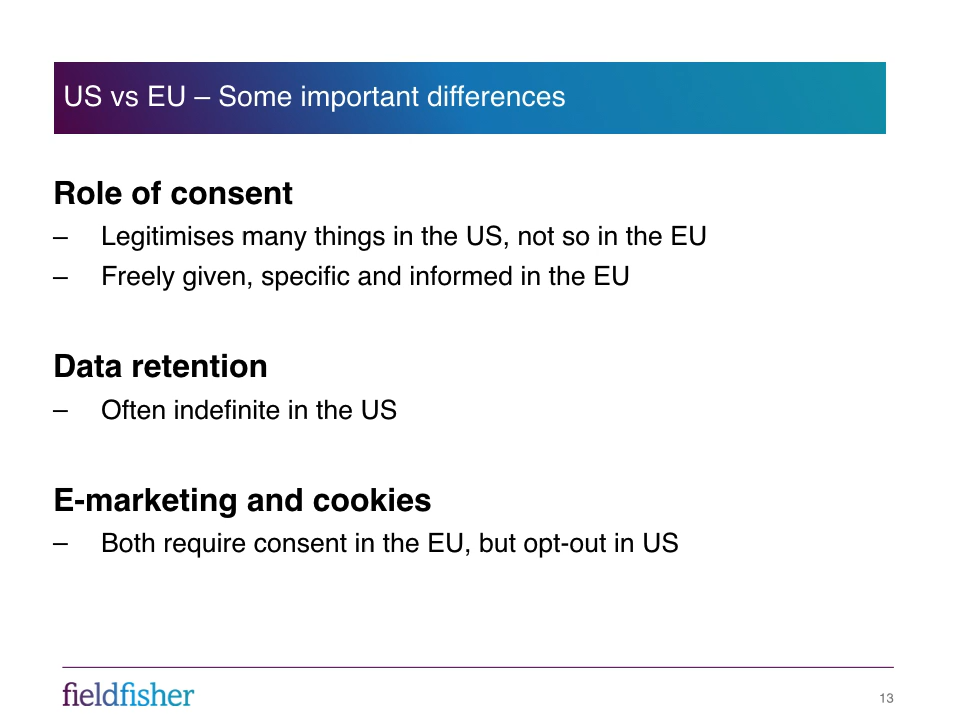 US vs EU – Some important differences
Role of consent
– Legitimises many things in the US, not so in the EU
– Freely given, specific and informed in the EU
Data retention
– Often indefinite in the US
E-marketing and cookies
– Both require consent in the EU, but opt-out in US
fieldfisher
13